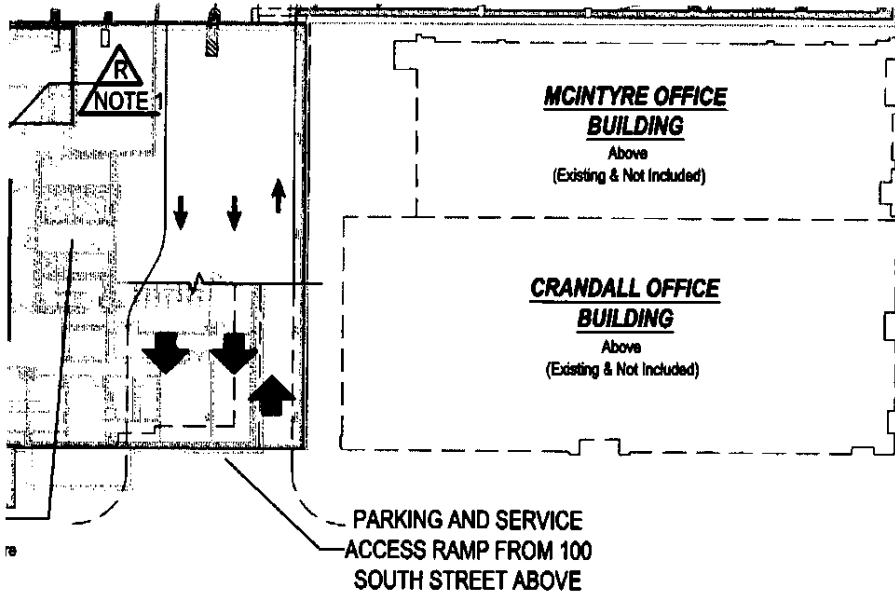 R
NOTE 1
MCINTYRE OFFICE
BUILDING
Above
(Existing & Not Included)
CRANDALL OFFICE
BUILDING
Above
(Existing & Not Included)
PARKING AND SERVICE
ACCESS RAMP FROM 100
SOUTH STREET ABOVE
re